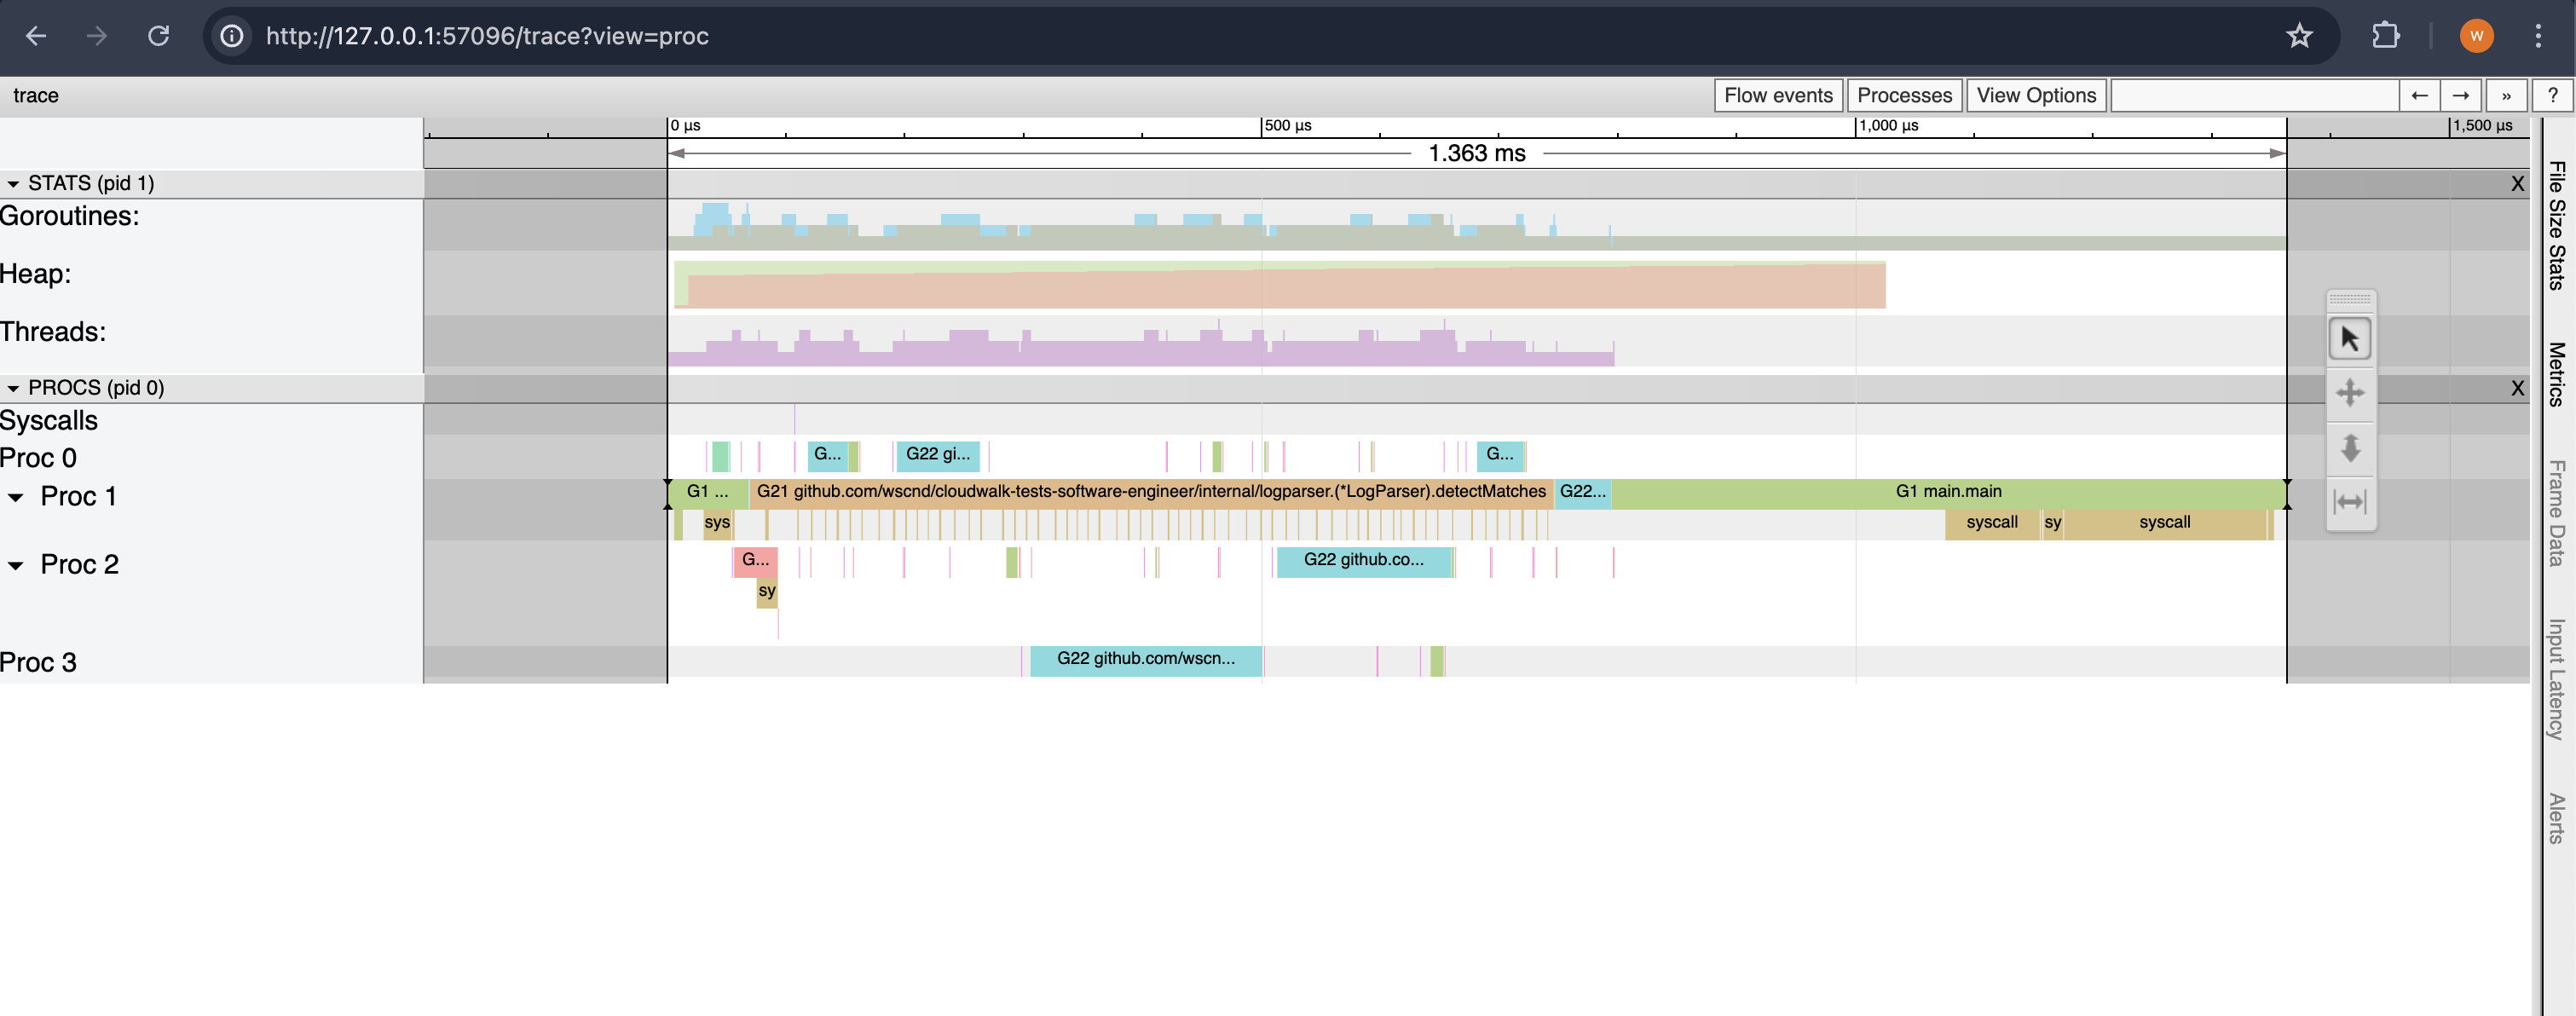 http://127.0.0.1:57096/trace?view=proc
W
trace
Flow events
Processes
View Options
←
→
»
?
0 µs
500 µs
1,000 µs
1,500 µs
1.363 ms
STATS (pid 1)
X
Goroutines:
Heap:
Threads:
PROCS (pid 0)
X
Syscalls
Proc 0
G...
G22 gi...
G...
Proc 1
G1 ...
G21 github.com/wscnd/cloudwalk-tests-software-engineer/internal/logparser.(*LogParser).detectMatches
G22...
G1 main.main
sys
syscall
sy
syscall
Proc 2
G...
G22 github.co...
sy
Proc 3
G22 github.com/wscn...
File Size Stats
Metrics
Frame Data
Input Latency
Alerts